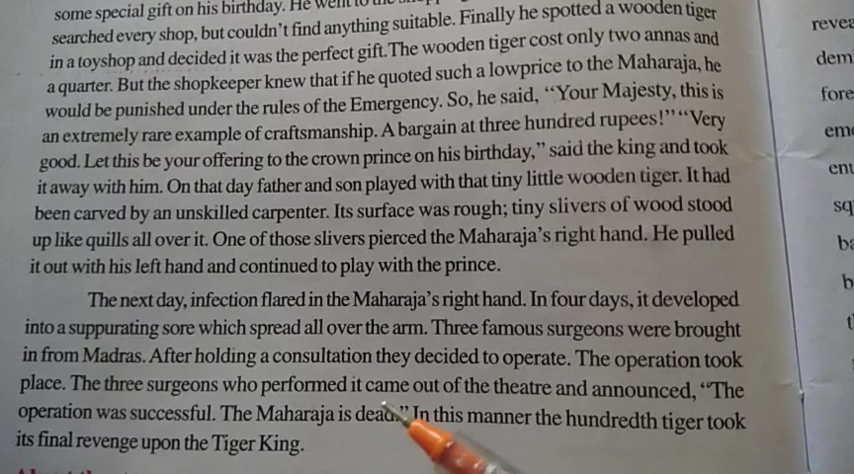 some special gift on his birthday. He went to the
searched every shop, but couldn't find anything suitable. Finally he spotted a wooden tiger
in a toyshop and decided it was the perfect gift.The wooden tiger cost only two annas and
a quarter. But the shopkeeper knew that if he quoted such a lowprice to the Maharaja, he
would be punished under the rules of the Emergency. So, he said, “Your Majesty, this is
an extremely rare example of craftsmanship. A bargain at three hundred rupees!” “Very
good. Let this be your offering to the crown prince on his birthday,” said the king and took
it away with him. On that day father and son played with that tiny little wooden tiger. It had
been carved by an unskilled carpenter. Its surface was rough; tiny slivers of wood stood
up like quills all over it. One of those slivers pierced the Maharaja's right hand. He pulled
it out with his left hand and continued to play with the prince.
The next day, infection flared in the Maharaja's right hand. In four days, it developed
into a suppurating sore which spread all over the arm. Three famous surgeons were brought
in from Madras. After holding a consultation they decided to operate. The operation took
place. The three surgeons who performed it came out of the theatre and announced, “The
operation was successful. The Maharaja is dead.” In this manner the hundredth tiger took
its final revenge upon the Tiger King.
revea
dem
fore
eme
enu
sq
ba
b
t